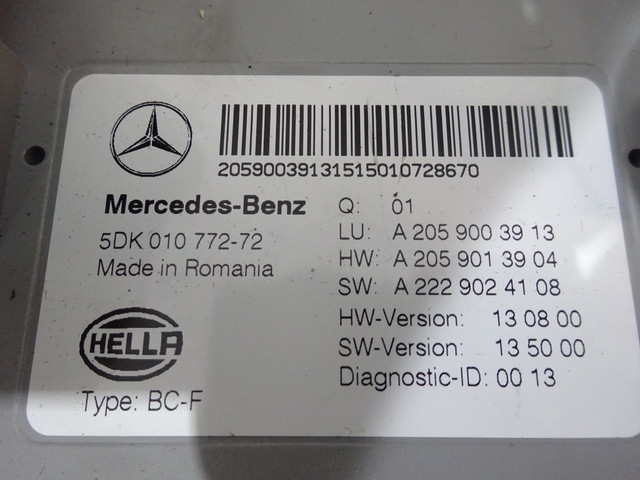 2059003913151501072867​0
Mercedes-Benz
5DK 010 772-72
Made in Romania
HELLA
Type: BC-F
Q: 01
LU: A 205 900 39 13
HW: A 205 901 39 04
SW: A 222 902 41 08
HW-Version: 13 08 00
SW-Version: 13 50 00
Diagnostic-ID: 00 13